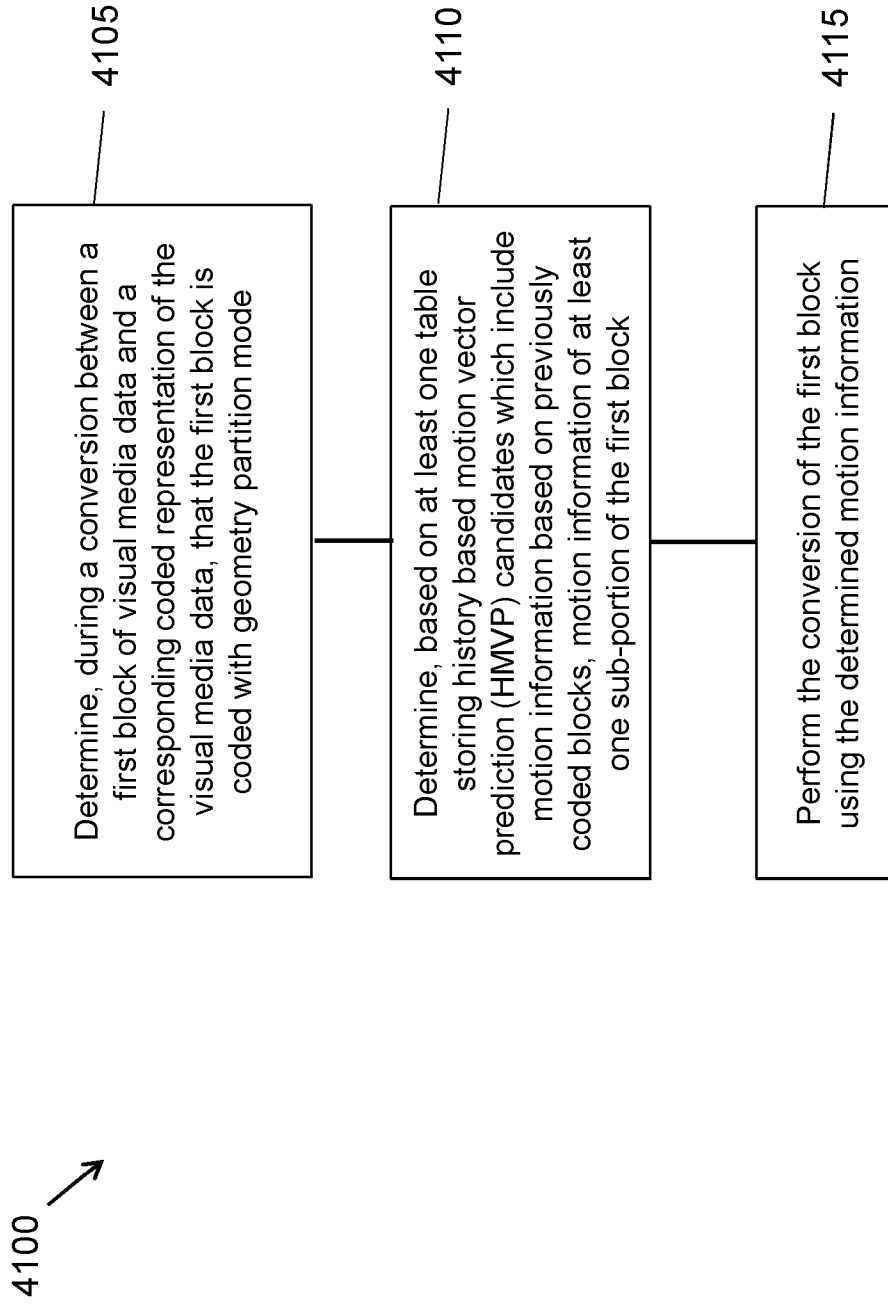 4100
Determine, during a conversion between a
first block of visual media data and a
corresponding coded representation of the
visual media data, that the first block is
coded with geometry partition mode
4105
Determine, based on at least one table
storing history based motion vector
prediction (HMVP) candidates which include
motion information based on previously
coded blocks, motion information of at least
one sub-portion of the first block
4110
Perform the conversion of the first block
using the determined motion information
4115